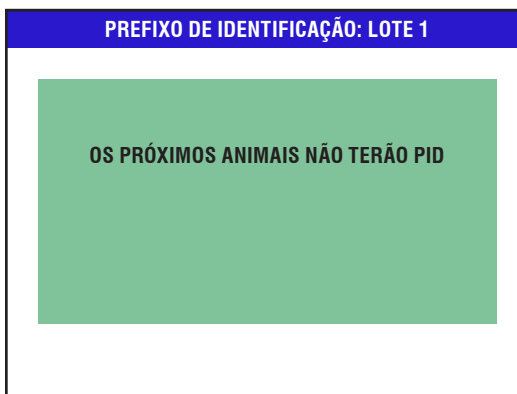 PREFIXO DE IDENTIFICAÇÃO: LOTE 1
OS PRÓXIMOS ANIMAIS NÃO TERÃO PID